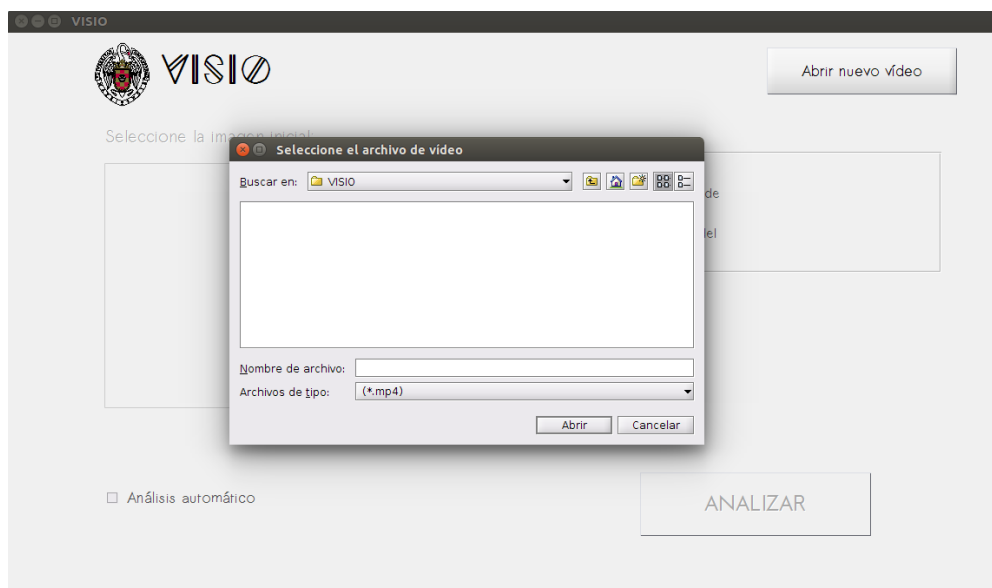 VISIO
VISIO
Abrir nuevo vídeo
Seleccione la imagen inicial:
Seleccione el archivo de vídeo
Buscar en: VISIO
de
del
Nombre de archivo:
Archivos de tipo: (*.mp4)
Abrir Cancelar
Análisis automático
ANALIZAR